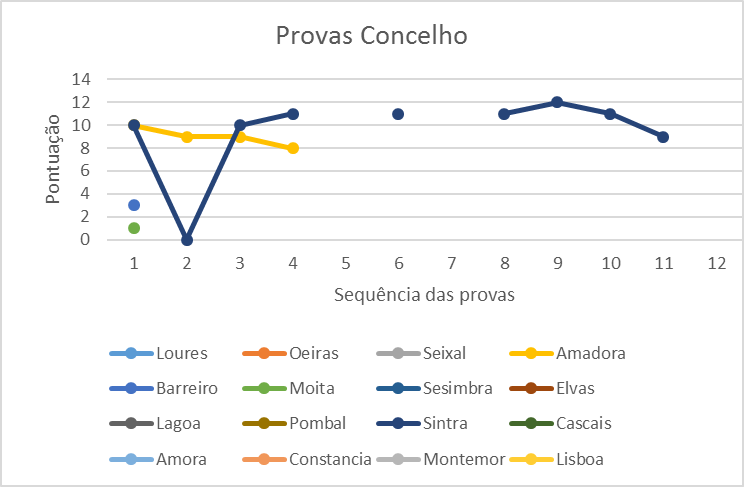 Provas Concelho
14
12
10
8
6
4
2
0
Pontuação
1 2 3 4 5 6 7 8 9 10 11 12
Sequência das provas
Loures Oeiras Seixal Amadora
Barreiro Moita Sesimbra Elvas
Lagoa Pombal Sintra Cascais
Amora Constancia Montemor Lisboa